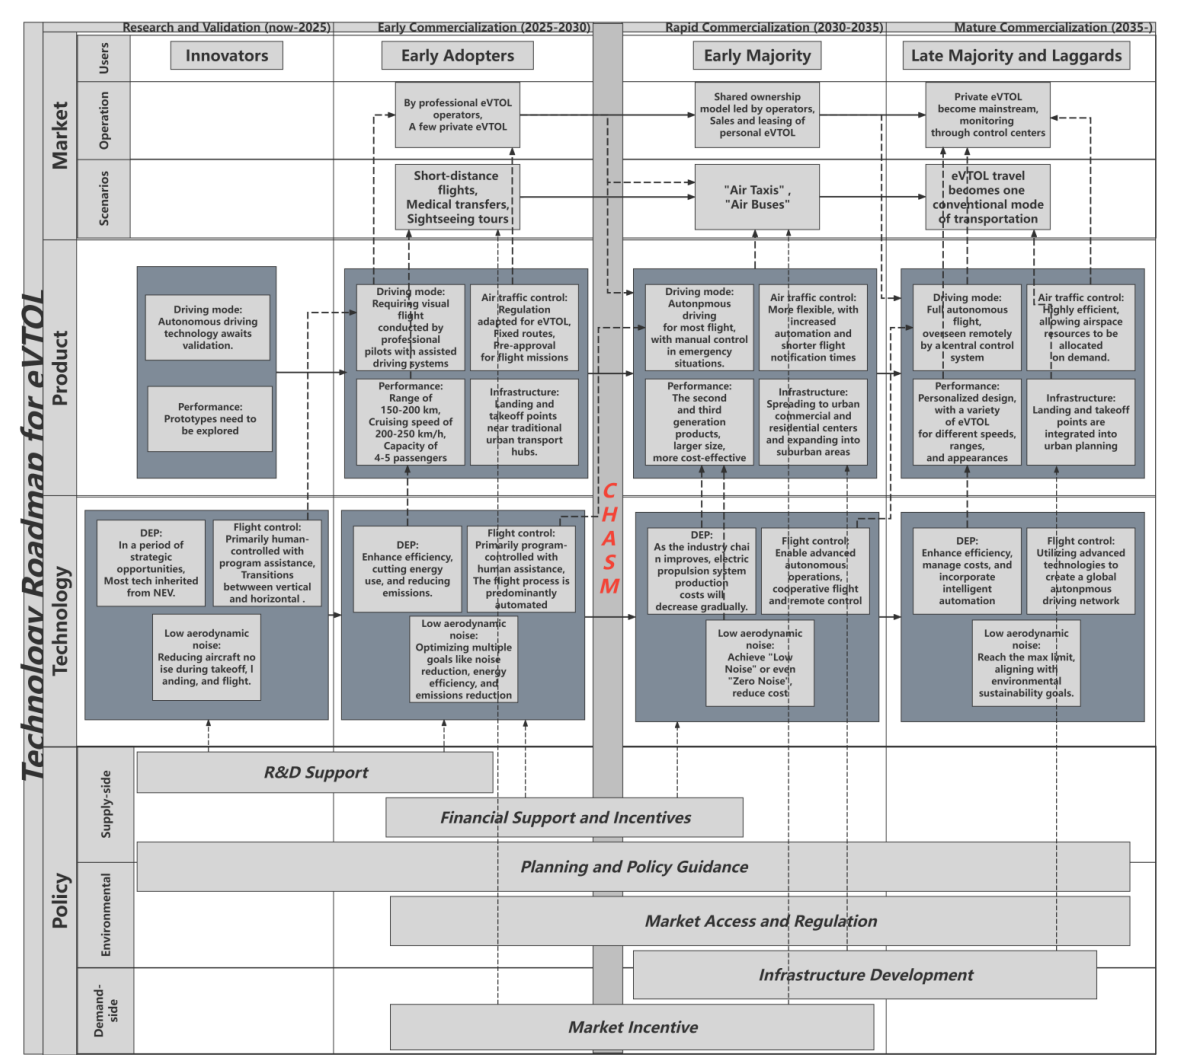 Research and Validation (now-2025)
Early Commercialization (2025-2030)
Rapid Commercialization (2030-2035)
Mature Commercialization (2035-)
Technology Roadmap for eVTOL
Market
Users
Innovators
Early Adopters
Early Majority
Late Majority and Laggards
Operation
By professional eVTOL
operators,
A few private eVTOL
Shared ownership
model led by operators,
Sales and leasing of
personal eVTOL
Private eVTOL
become mainstream,
monitoring
through control centers
Scenarios
Short-distance
flights,
Medical transfers,
Sightseeing tours
"Air Taxis" ,
"Air Buses"
eVTOL travel
becomes one
conventional mode
of transportation
Product
Driving mode:
Autonomous driving
technology awaits
validation.
Performance:
Prototypes need to
be explored
Driving mode:
Requiring visual
flight
conducted by
professional
pilots with assisted
driving systems
Air traffic control:
Regulation
adapted for eVTOL,
Fixed routes,
Pre-approval
for flight missions
Performance:
Range of
150-200 km,
Cruising speed of
200-250 km/h,
Capacity of
4-5 passengers
Infrastructure:
Landing and
takeoff points
near traditional
urban transport
hubs.
Driving mode:
Autonpmous
driving
for most flight,
with manual control
in emergency
situations.
Air traffic control:
More flexible, with
increased
automation and
shorter flight
notification times
Performance:
The second
and third
generation
products,
larger size,
more cost-effective
Infrastructure:
Spreading to urban
commercial and
residential centers
and expanding into
suburban areas
Driving mode:
Full autonomous
flight,
overseen remotely
by a central control
system
Air traffic control:
Highly efficient,
allowing airspace
resources to be
allocated
on demand.
Performance:
Personalized design,
with a variety
of eVTOL
for different speeds,
ranges,
and appearances
Infrastructure:
Landing and takeoff
points are
integrated into
urban planning
CHASM
Technology
DEP:
In a period of
strategic
opportunities,
Most tech inherited
from NEV.
Flight control:
Primarily human-
controlled with
program assistance,
Transitions
betwween vertical
and horizontal .
Low aerodynamic
noise:
Reducing aircraft no
ise during takeoff, l
anding, and flight.
DEP:
Enhance efficiency,
cutting energy
use, and reducing
emissions.
Flight control:
Primarily program-
controlled with
human assistance,
The flight process is
predominantly
automated
Low aerodynamic
noise:
Optimizing multiple
goals like noise
reduction, energy
efficiency, and
emissions reduction
DEP:
As the industry chai
n improves, electric
propulsion system
production
costs will
decrease gradually.
Flight control:
Enable advanced
autonomous
operations,
cooperative flight
and remote control
Low aerodynamic
noise:
Achieve "Low
Noise" or even
"Zero Noise",
reduce cost
DEP:
Enhance efficiency,
manage costs, and
incorporate
intelligent
automation
Flight control:
Utilizing advanced
technologies to
create a global
autonpmous
driving network
Low aerodynamic
noise:
Reach the max limit,
aligning with
environmental
sustainability goals.
Policy
Supply-side
R&D Support
Financial Support and Incentives
Planning and Policy Guidance
Environmental
Market Access and Regulation
Infrastructure Development
Demand-
side
Market Incentive